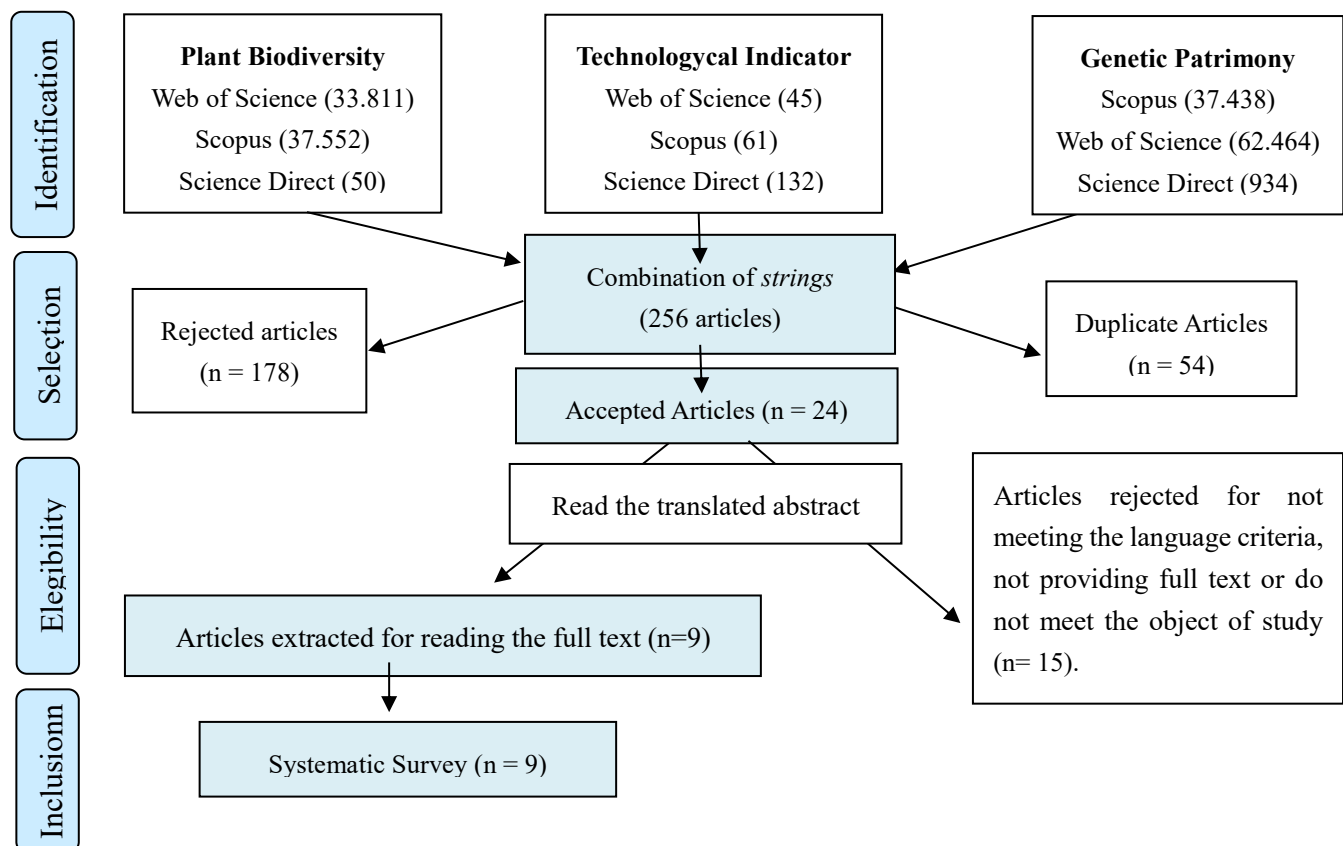 Identification
Plant Biodiversity
Web of Science (33.811)
Scopus (37.552)
Science Direct (50)
Technologycal Indicator
Web of Science (45)
Scopus (61)
Science Direct (132)
Genetic Patrimony
Scopus (37.438)
Web of Science (62.464)
Science Direct (934)
Seleção
Combination of strings
(256 articles)
Rejected articles
(n = 178)
Duplicate Articles
(n = 54)
Accepted Articles (n = 24)
Elegibility
Read the translated abstract
Articles rejected for not
meeting the language criteria,
not providing full text or do
not meet the object of study
(n= 15).
Articles extracted for reading the full text (n=9)
Inclusionn
Systematic Survey (n = 9)